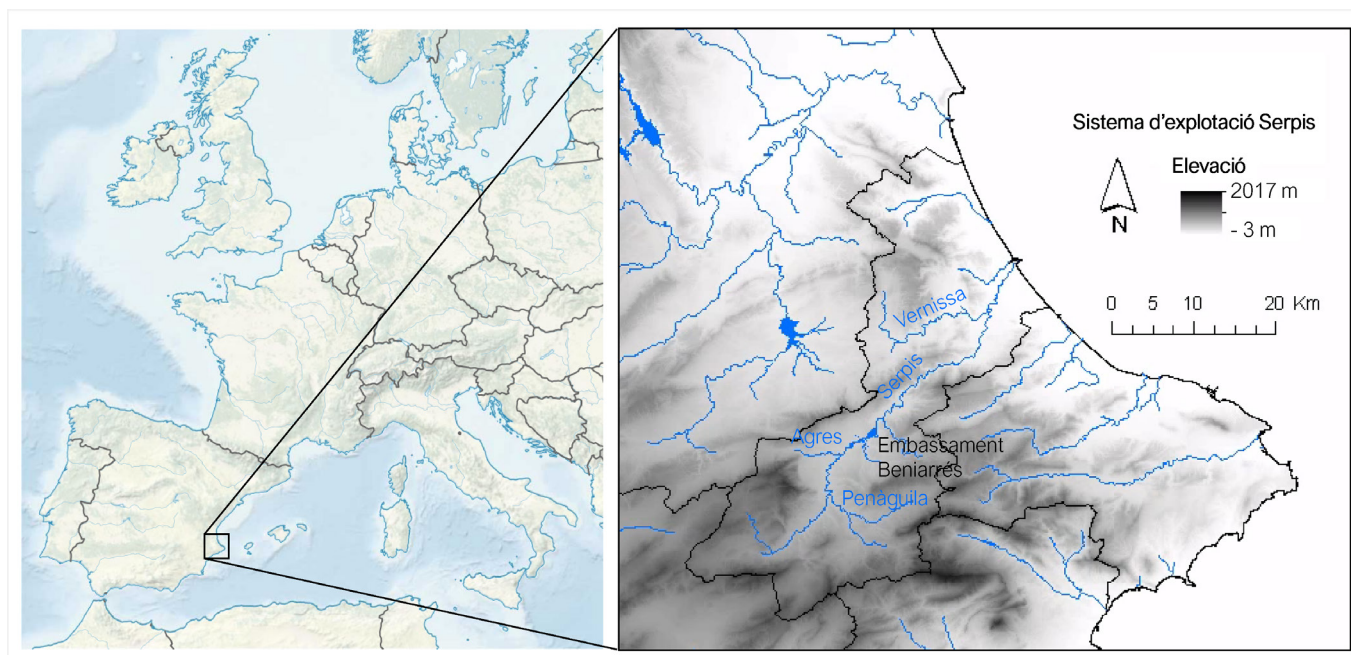 Sistema d'explotació Serpis
Elevació
2017 m
- 3 m
N
0 5 10 20 Km
Vernissa
Serpis
Agres
Embassament
Beniarrés
Penàguila